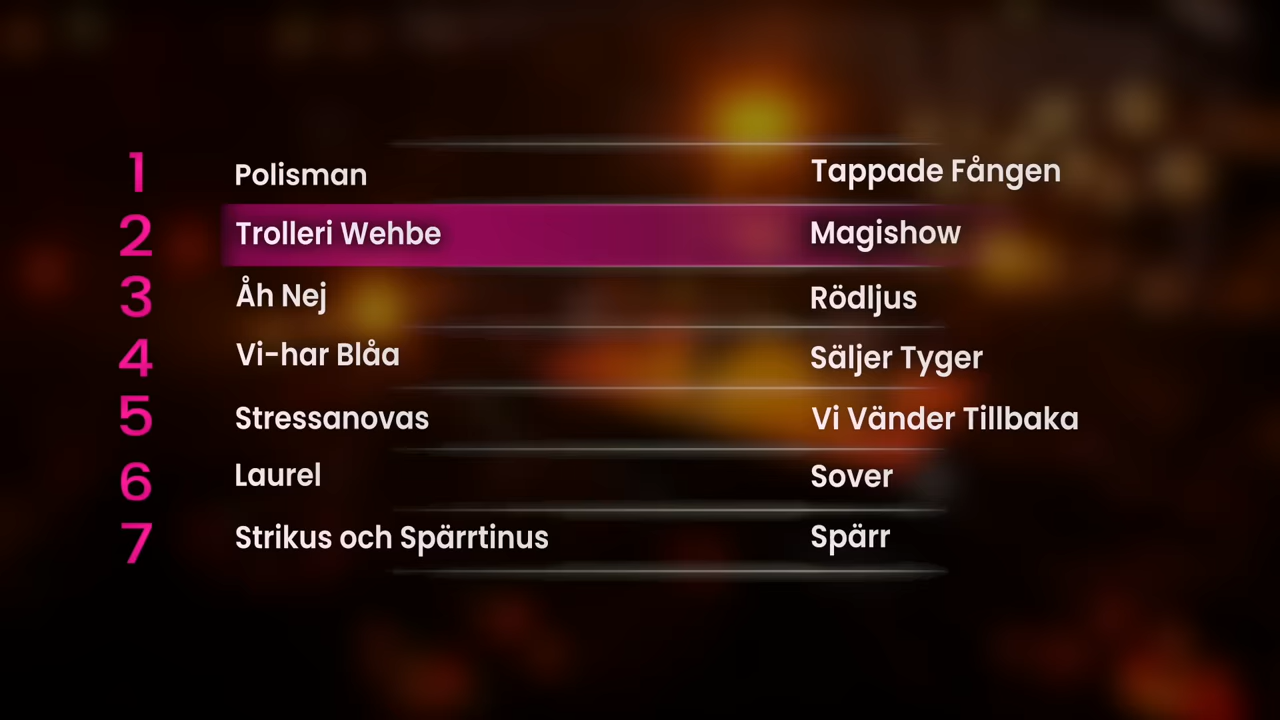 1 Polisman Tappade Fången
2 Trolleri Wehbe Magishow
3 Åh Nej Rödljus
4 Vi-har Blåa Säljer Tyger
5 Stressanovas Vi Vänder Tillbaka
6 Laurel Sover
7 Strikus och Spärrtinus Spärr